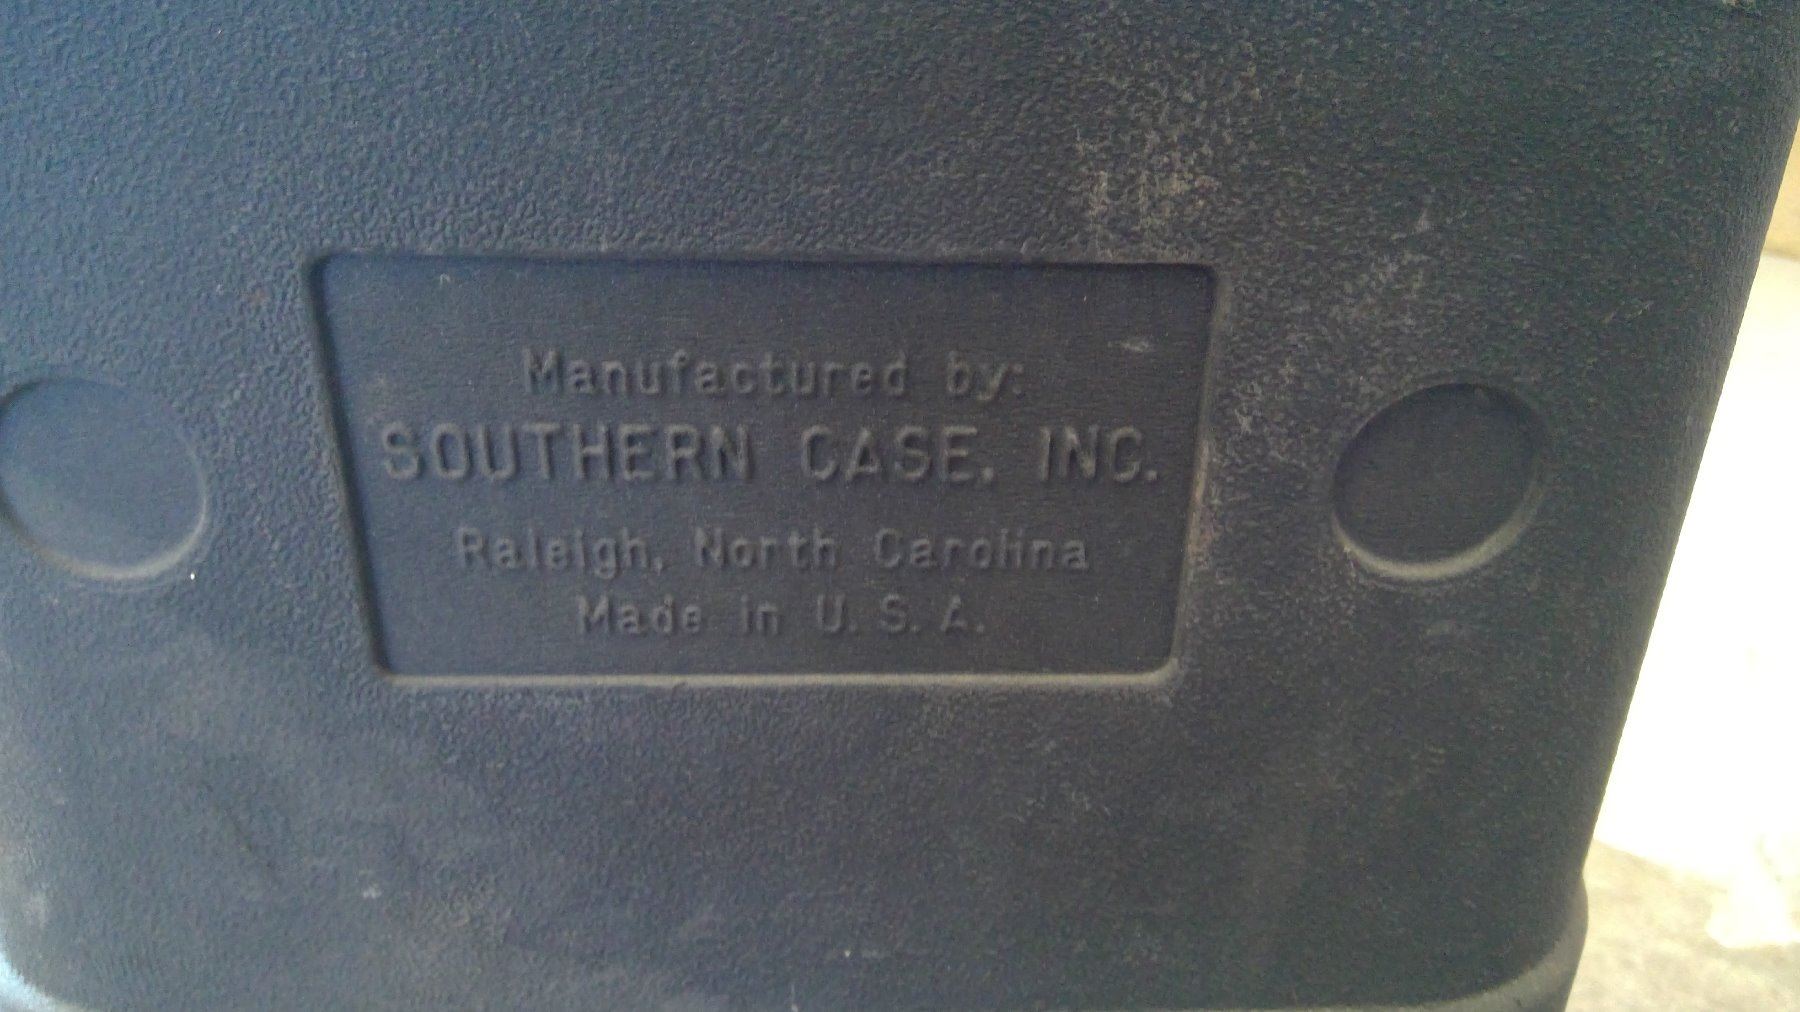 Manufactured by:
SOUTHERN CASE, INC.
Raleigh, North Carolina
Made in U. S. A.